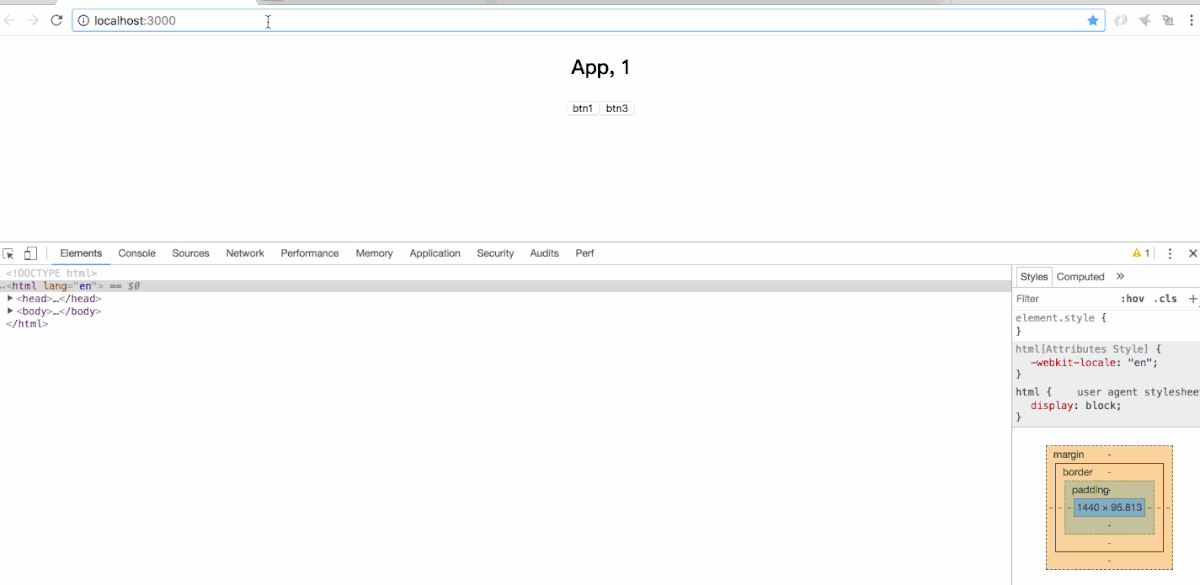 localhost:3000
App, 1
btn1 btn3
Elements Console Sources Network Performance Memory Application Security Audits Perf 1
<!DOCTYPE html>
…<html lang="en"> == $0
<head>…</head>
<body>…</body>
</html>
Styles Computed »
Filter :hov .cls +
element.style {
}
html[Attributes Style] {
-webkit-locale: "en";
}
html { user agent stylesheet
display: block;
}
margin -
border -
padding-
- - - 1440 × 95.813 - - -
-
-
-